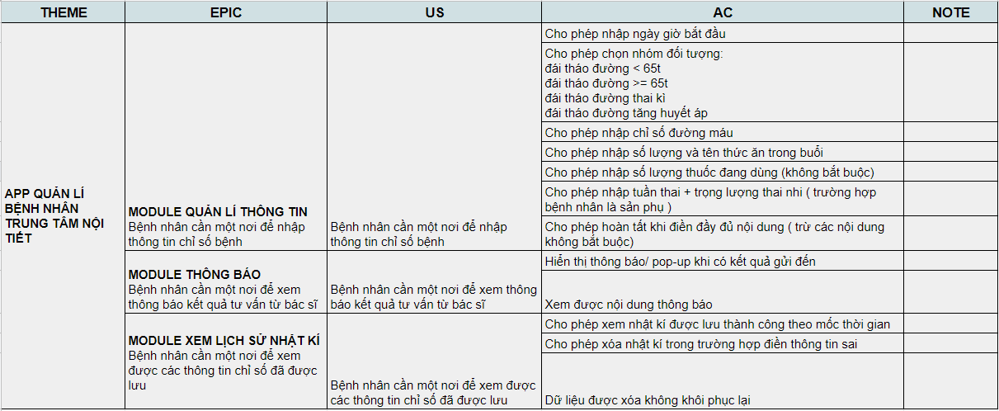 THEME EPIC US AC NOTE
APP QUẢN LÍ
BỆNH NHÂN
TRUNG TÂM NỘI
TIẾT
MODULE QUẢN LÍ THÔNG TIN
Bệnh nhân cần một nơi để nhập
thông tin chỉ số bệnh
Bệnh nhân cần một nơi để nhập
thông tin chỉ số bệnh
Cho phép nhập ngày giờ bắt đầu
Cho phép chọn nhóm đối tượng:
đái tháo đường < 65t
đái tháo đường >= 65t
đái tháo đường thai kì
đái tháo đường tăng huyết áp
Cho phép nhập chỉ số đường máu
Cho phép nhập số lượng và tên thức ăn trong buổi
Cho phép nhập số lượng thuốc đang dùng (không bắt buộc)
Cho phép nhập tuần thai + trọng lượng thai nhi ( trường hợp
bệnh nhân là sản phụ )
Cho phép hoàn tất khi điền đầy đủ nội dung ( trừ các nội dung
không bắt buộc)
MODULE THÔNG BÁO
Bệnh nhân cần một nơi để xem
thông báo kết quả tư vấn từ bác sĩ
Bệnh nhân cần một nơi để xem thông
báo kết quả tư vấn từ bác sĩ
Hiển thị thông báo/ pop-up khi có kết quả gửi đến
Xem được nội dung thông báo
MODULE XEM LỊCH SỬ NHẬT KÍ
Bệnh nhân cần một nơi để xem
được các thông tin chỉ số đã được
lưu
Bệnh nhân cần một nơi để xem được
các thông tin chỉ số đã được lưu
Cho phép xem nhật kí được lưu thành công theo mốc thời gian
Cho phép xóa nhật kí trong trường hợp điền thông tin sai
Dữ liệu được xóa không khôi phục lại